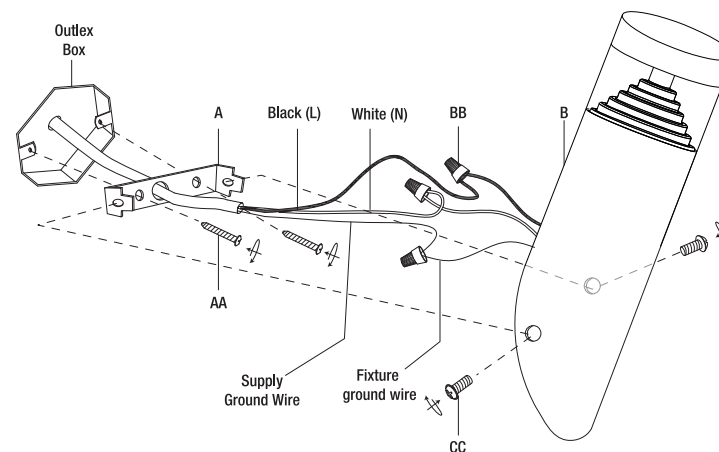 Outlex
Box
A
Black (L)
White (N)
BB
B
AA
Supply
Ground Wire
Fixture
ground wire
CC